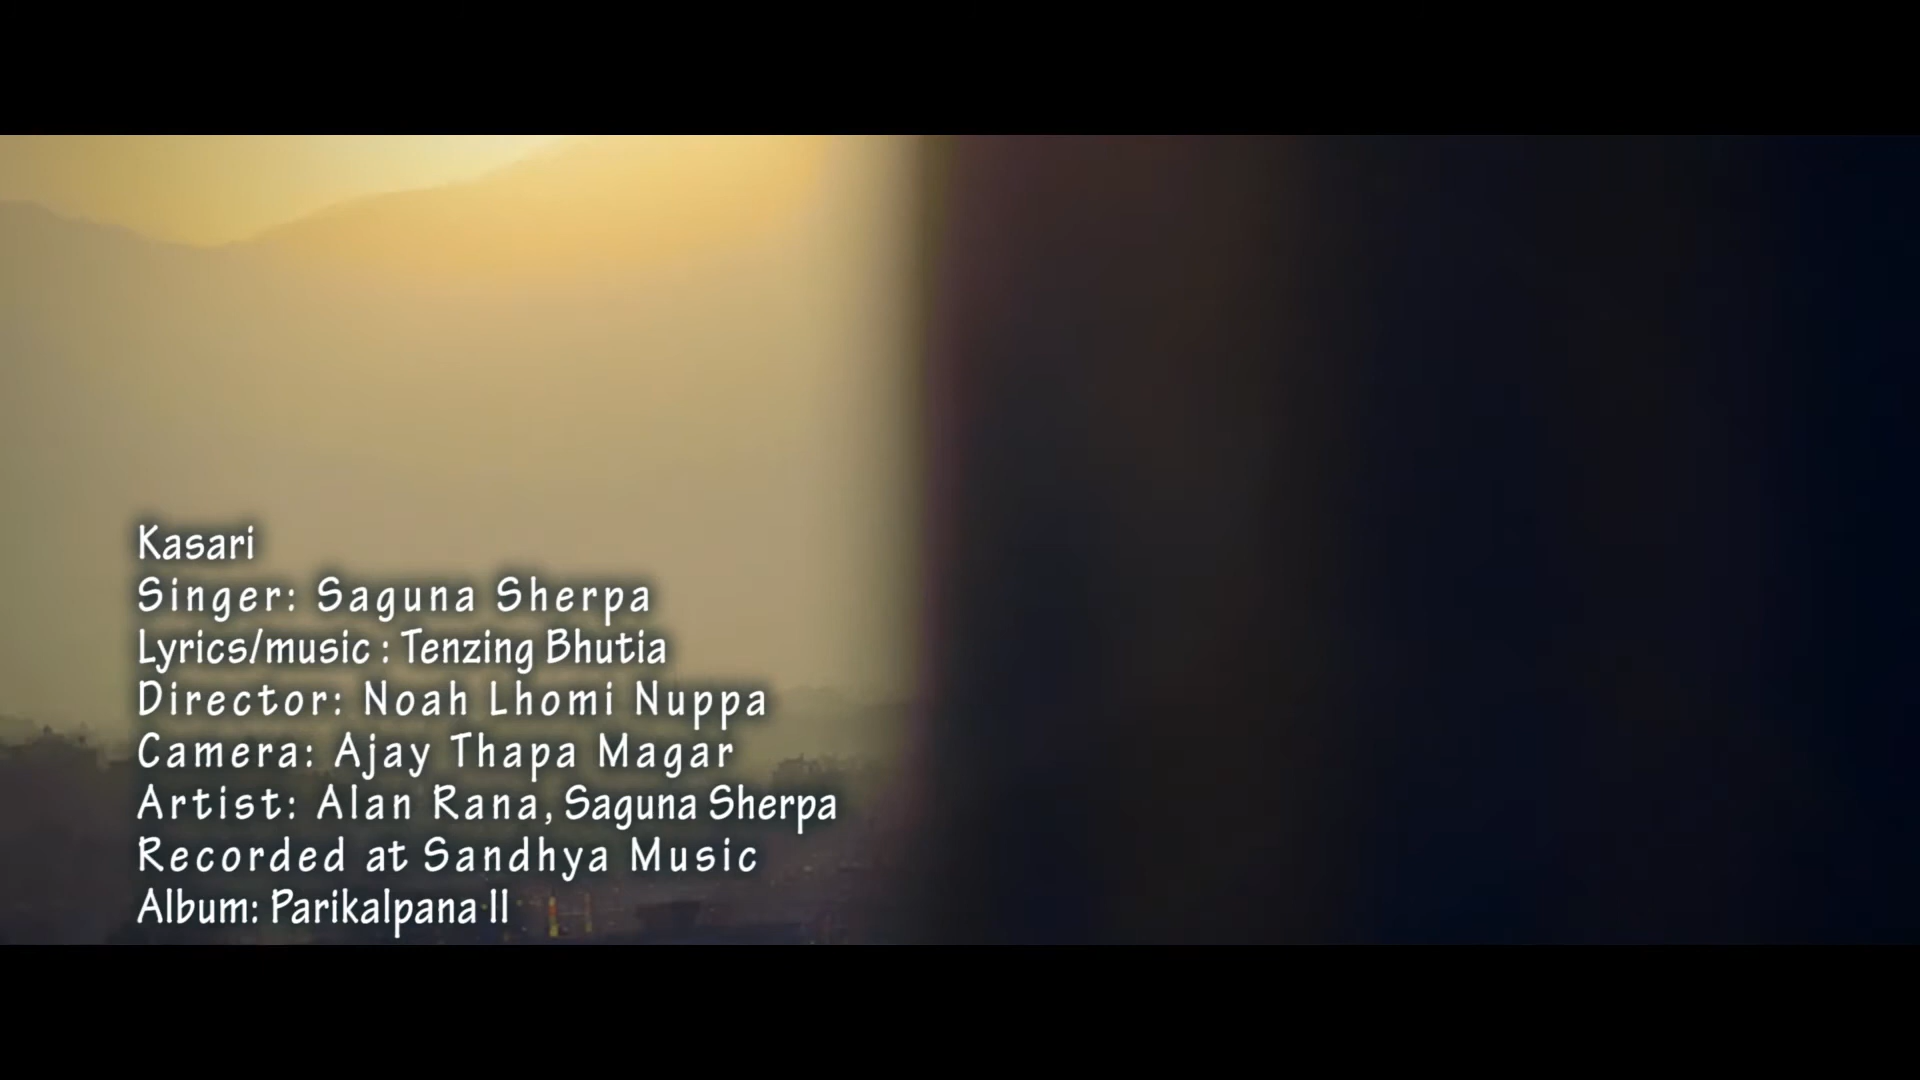 Kasari
Singer: Saguna Sherpa
Lyrics/music : Tenzing Bhutia
Director: Noah Lhomi Nuppa
Camera: Ajay Thapa Magar
Artist: Alan Rana, Saguna Sherpa
Recorded at Sandhya Music
Album: Parikalpana II